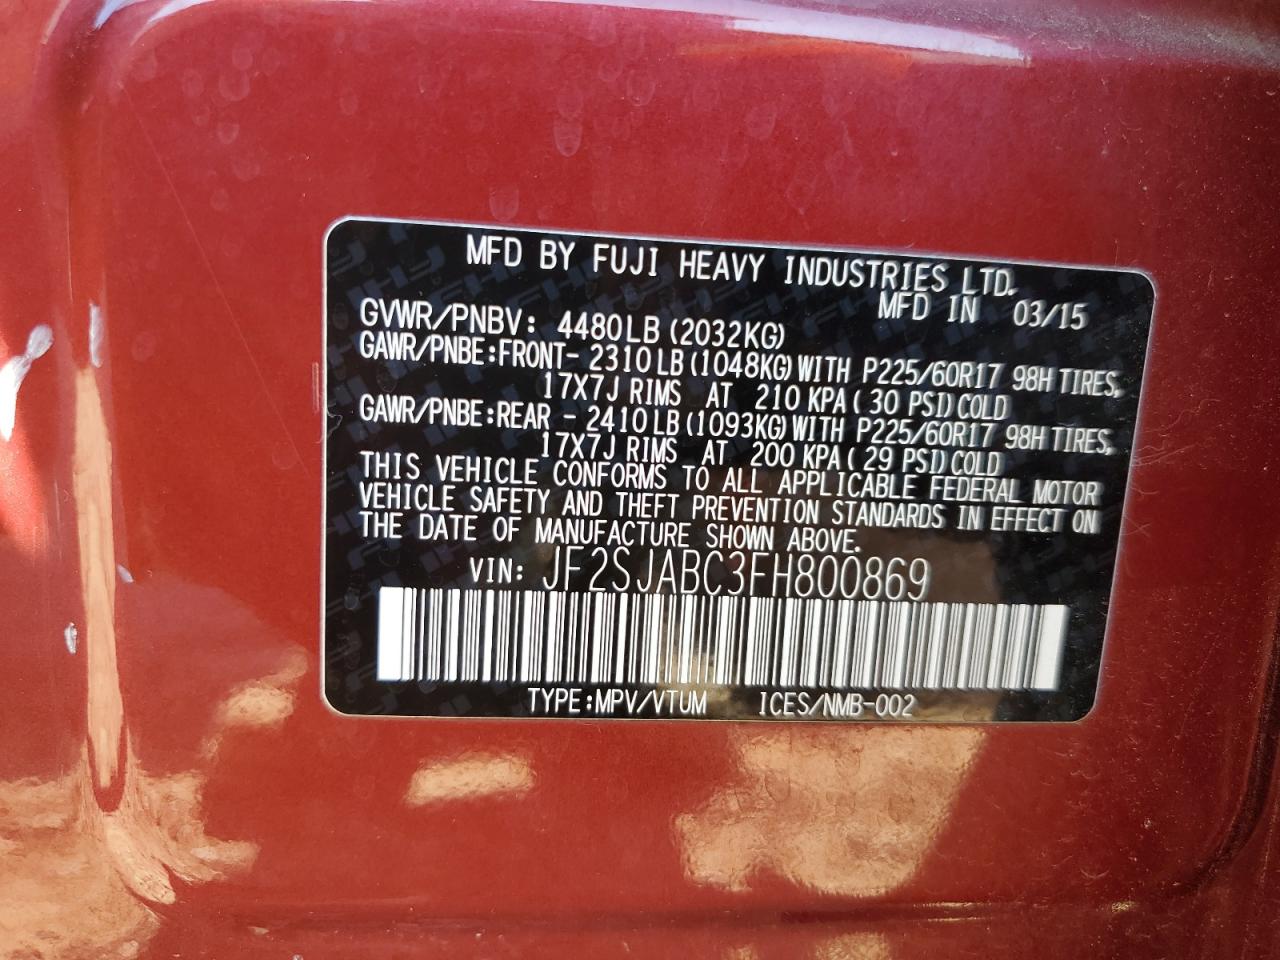 MFD BY FUJI HEAVY INDUSTRIES LTD.
MFD IN 03/15
GVWR/PNBV: 4480LB (2032KG)
GAWR/PNBE:FRONT- 2310 LB (1048KG) WITH P225/60R17 98H TIRES,
17X7J RIMS AT 210 KPA ( 30 PSI) COLD
GAWR/PNBE:REAR - 2410 LB (1093KG) WITH P225/60R17 98H TIRES,
17X7J RIMS AT 200 KPA ( 29 PSI) COLD
THIS VEHICLE CONFORMS TO ALL APPLICABLE FEDERAL MOTOR
VEHICLE SAFETY AND THEFT PREVENTION STANDARDS IN EFFECT ON
THE DATE OF MANUFACTURE SHOWN ABOVE.
VIN: JF2SJABC3FH800869
TYPE:MPV/VTUM ICES/NMB-002